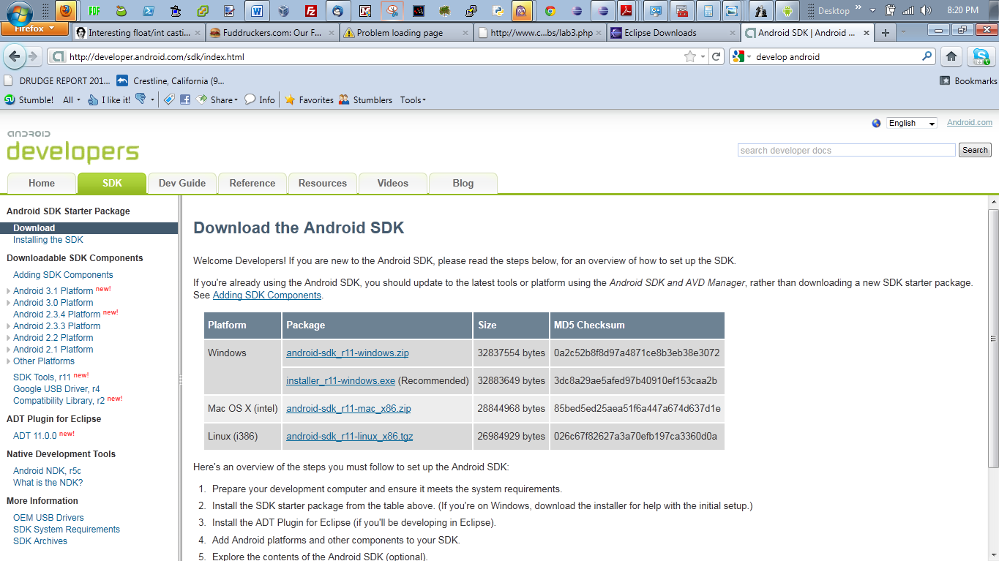 Desktop
8:20 PM
Firefox
Interesting float/int casti...
Fuddruckers.com: Our F...
Problem loading page
http://www.c...bs/lab3.php
Eclipse Downloads
Android SDK | Android ...
http://developer.android.com/sdk/index.html
develop android
DRUDGE REPORT 201...
Crestline, California (9...
Bookmarks
Stumble! All I like it! Share Info Favorites Stumblers Tools
English Android.com
android
developers
search developer docs Search
Home SDK Dev Guide Reference Resources Videos Blog
Android SDK Starter Package
Download
Installing the SDK
Downloadable SDK Components
Adding SDK Components
Android 3.1 Platform new!
Android 3.0 Platform
Android 2.3.4 Platform new!
Android 2.3.3 Platform
Android 2.2 Platform
Android 2.1 Platform
Other Platforms
SDK Tools, r11 new!
Google USB Driver, r4
Compatibility Library, r2 new!
ADT Plugin for Eclipse
ADT 11.0.0 new!
Native Development Tools
Android NDK, r5c
What is the NDK?
More Information
OEM USB Drivers
SDK System Requirements
SDK Archives
Download the Android SDK
Welcome Developers! If you are new to the Android SDK, please read the steps below, for an overview of how to set up the SDK.
If you're already using the Android SDK, you should update to the latest tools or platform using the Android SDK and AVD Manager, rather than downloading a new SDK starter package.
See Adding SDK Components.
Platform Package Size MD5 Checksum
Windows android-sdk_r11-windows.zip 32837554 bytes 0a2c52b8f8d97a4871ce8b3eb38e3072
installer_r11-windows.exe (Recommended) 32883649 bytes 3dc8a29ae5afed97b40910ef153caa2b
Mac OS X (intel) android-sdk_r11-mac_x86.zip 28844968 bytes 85bed5ed25aea51f6a447a674d637d1e
Linux (i386) android-sdk_r11-linux_x86.tgz 26984929 bytes 026c67f82627a3a70efb197ca3360d0a
Here's an overview of the steps you must follow to set up the Android SDK:
1. Prepare your development computer and ensure it meets the system requirements.
2. Install the SDK starter package from the table above. (If you're on Windows, download the installer for help with the initial setup.)
3. Install the ADT Plugin for Eclipse (if you'll be developing in Eclipse).
4. Add Android platforms and other components to your SDK.
5. Explore the contents of the Android SDK (optional).